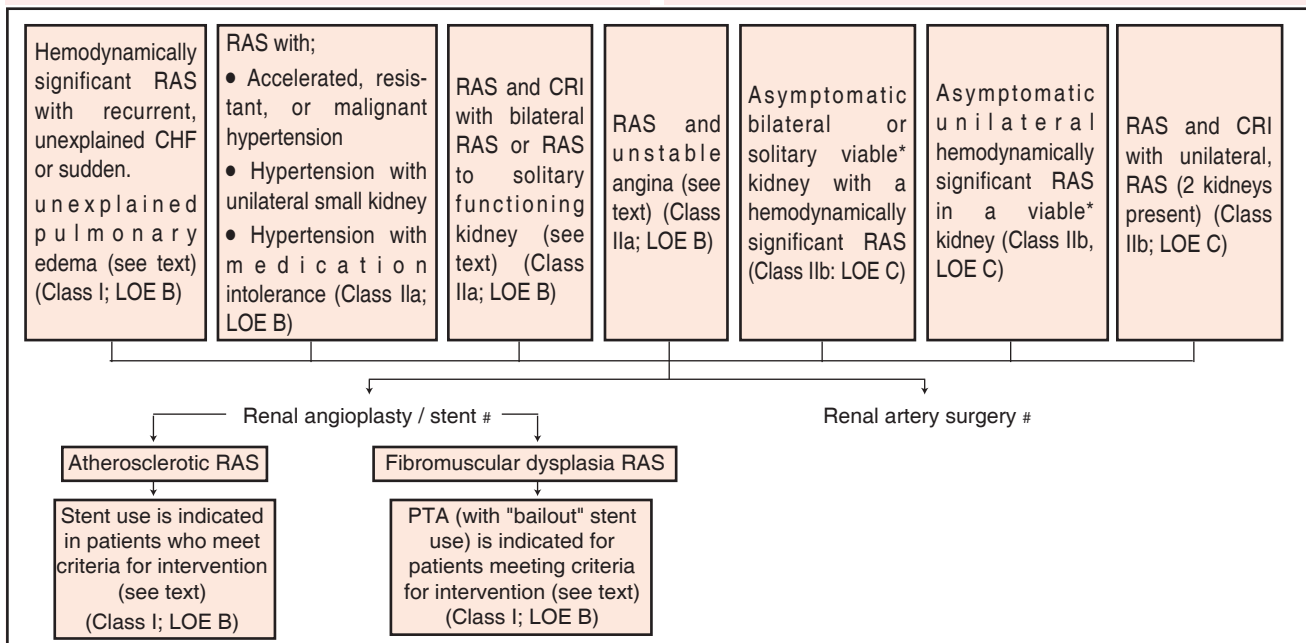 Hemodynamically
significant RAS
with recurrent,
unexplained CHF
or sudden.
unexplained
pulmonary
edema (see text)
(Class I; LOE B)
RAS with;
• Accelerated, resis-
tant, or malignant
hypertension
• Hypertension with
unilateral small kidney
• Hypertension with
medication
intolerance (Class IIa;
LOE B)
RAS and CRI
with bilateral
RAS or RAS
to solitary
functioning
kidney (see
text) (Class
IIa; LOE B)
RAS and
unstable
angina (see
text) (Class
IIa; LOE B)
Asymptomatic
bilateral or
solitary viable*
kidney with a
hemodynamically
significant RAS
(Class IIb: LOE C)
Asymptomatic
unilateral
hemodynamically
significant RAS
in a viable*
kidney (Class IIb,
LOE C)
RAS and CRI
with unilateral,
RAS (2 kidneys
present) (Class
IIb; LOE C)
Renal angioplasty / stent #
Renal artery surgery #
Atherosclerotic RAS
Fibromuscular dysplasia RAS
Stent use is indicated
in patients who meet
criteria for intervention
(see text)
(Class I; LOE B)
PTA (with "bailout" stent
use) is indicated for
patients meeting criteria
for intervention (see text)
(Class I; LOE B)